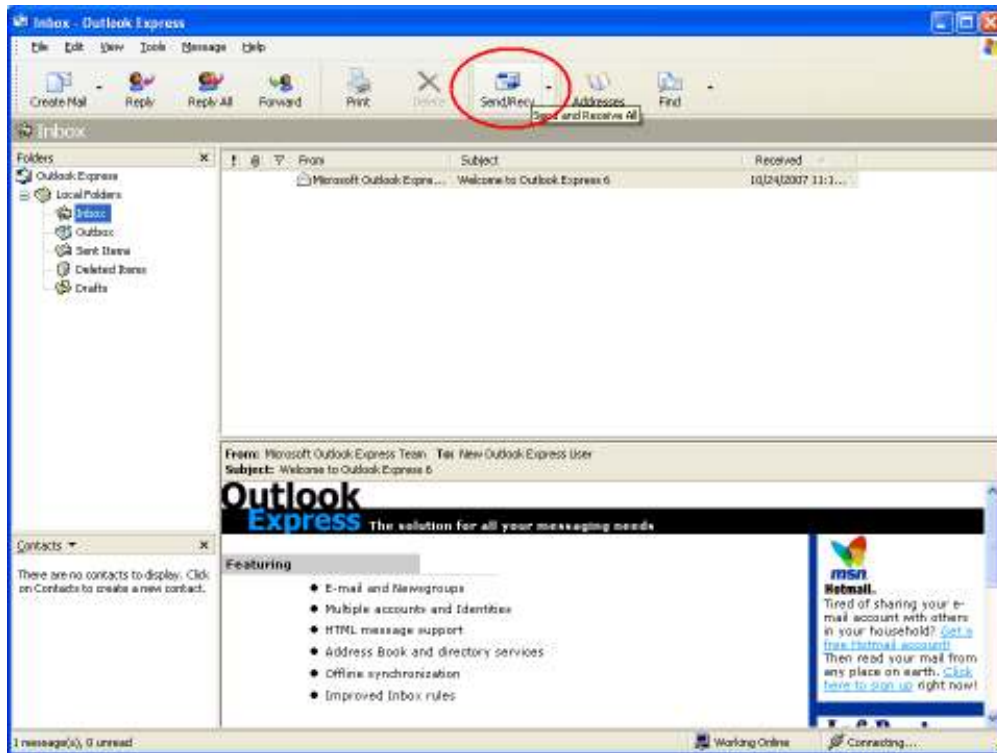 Inbox - Outlook Express
File Edit View Tools Message Help
Create Mail Reply Reply All Forward Print Delete Send/Recv Addresses Find
Send and Receive All
Inbox
Folders
Outlook Express
Local Folders
Inbox
Outbox
Sent Items
Deleted Items
Drafts
! From Subject Received
Microsoft Outlook Expre... Welcome to Outlook Express 6 10/24/2007 11:1...
From: Microsoft Outlook Express Team To: New Outlook Express User
Subject: Welcome to Outlook Express 6
Outlook
Express The solution for all your messaging needs
Featuring
E-mail and Newsgroups
Multiple accounts and Identities
HTML message support
Address Book and directory services
Offline synchronization
Improved Inbox rules
msn
Hotmail.
Tired of sharing your e-
mail account with others
in your household? Get a
free Hotmail account!
Then read your mail from
any place on earth. Click
here to sign up right now!
Contacts
There are no contacts to display. Click
on Contacts to create a new contact.
1 message(s), 0 unread Working Online Connecting...